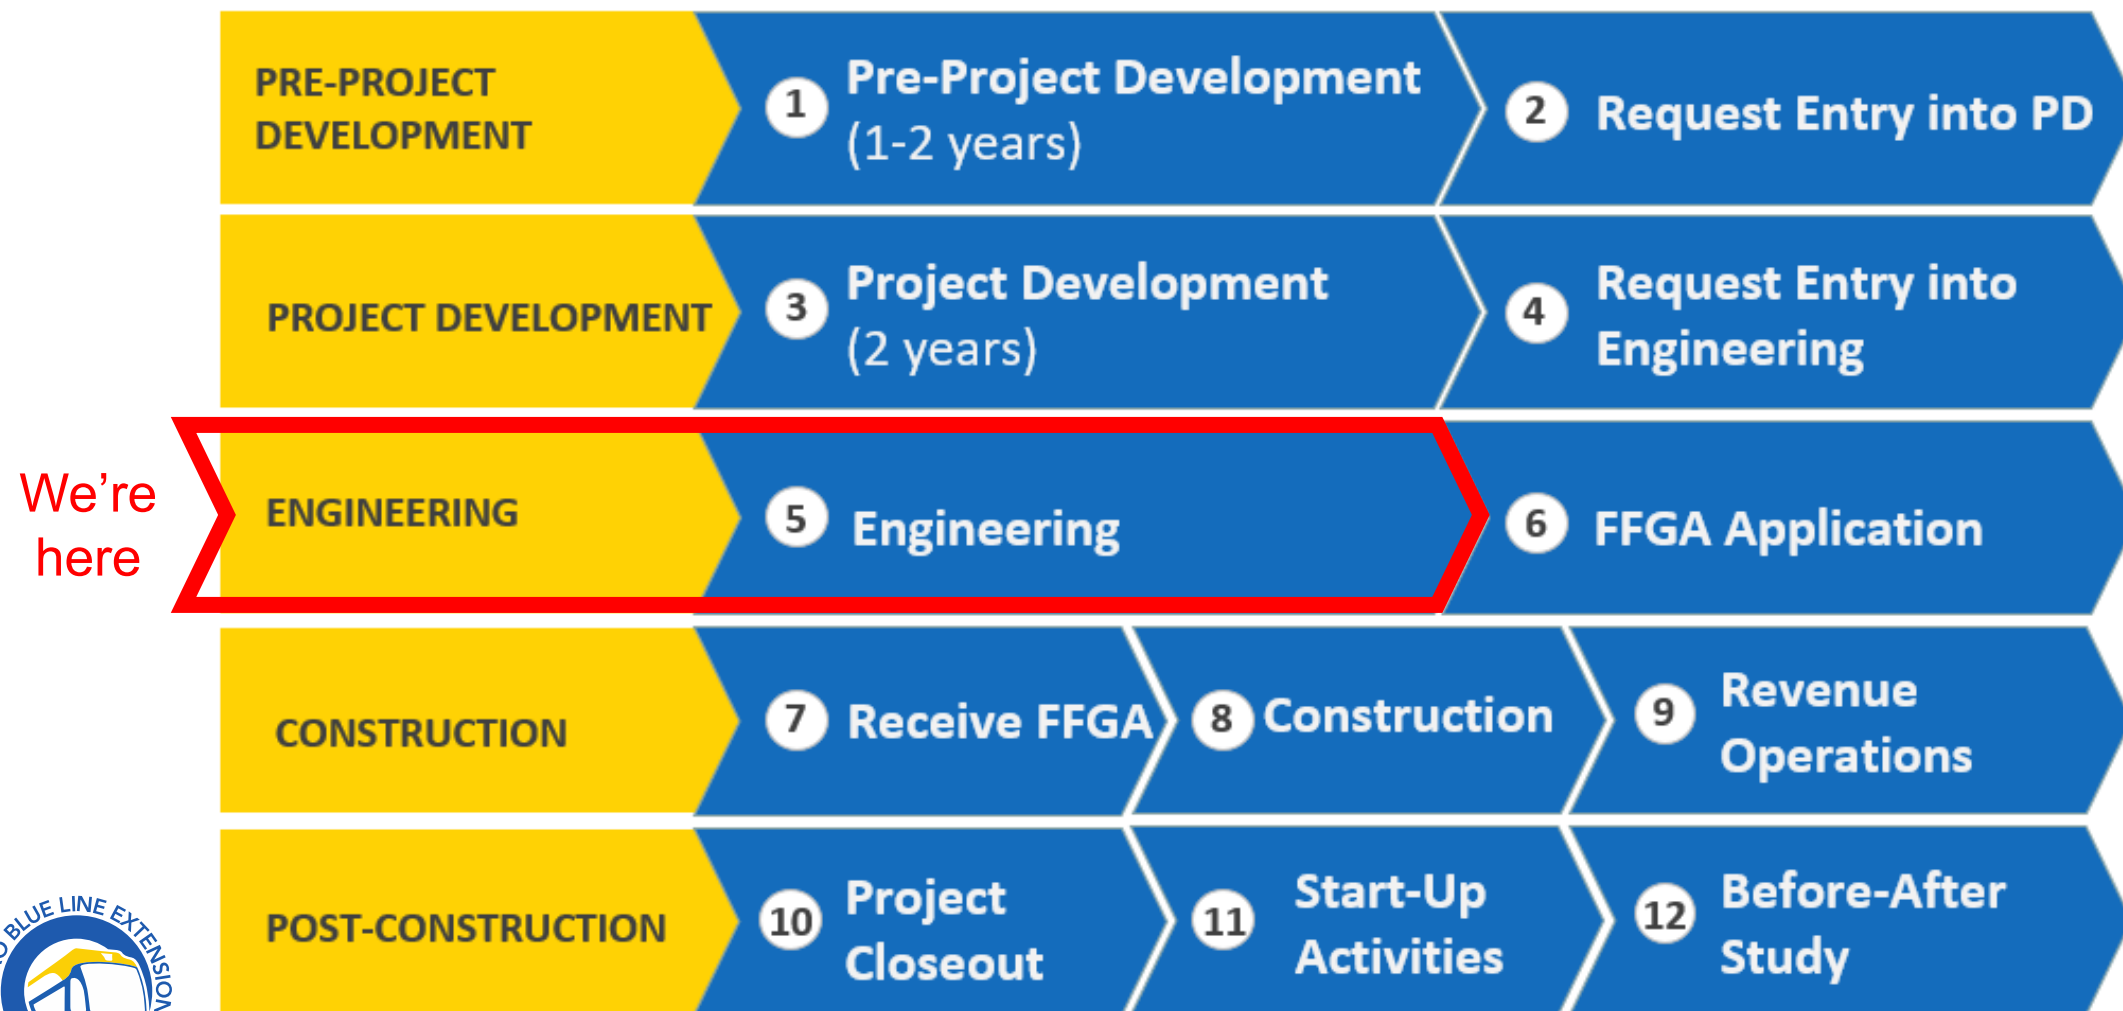 PRE-PROJECT
DEVELOPMENT
1
Pre-Project Development
(1-2 years)
2
Request Entry into PD
PROJECT DEVELOPMENT
3
Project Development
(2 years)
4
Request Entry into
Engineering
We're
here
ENGINEERING
5
Engineering
6
FFGA Application
CONSTRUCTION
7
Receive FFGA
8
Construction
9
Revenue
Operations
POST-CONSTRUCTION
10
Project
Closeout
11
Start-Up
Activities
12
Before-After
Study
BLUE LINE EXTENSION